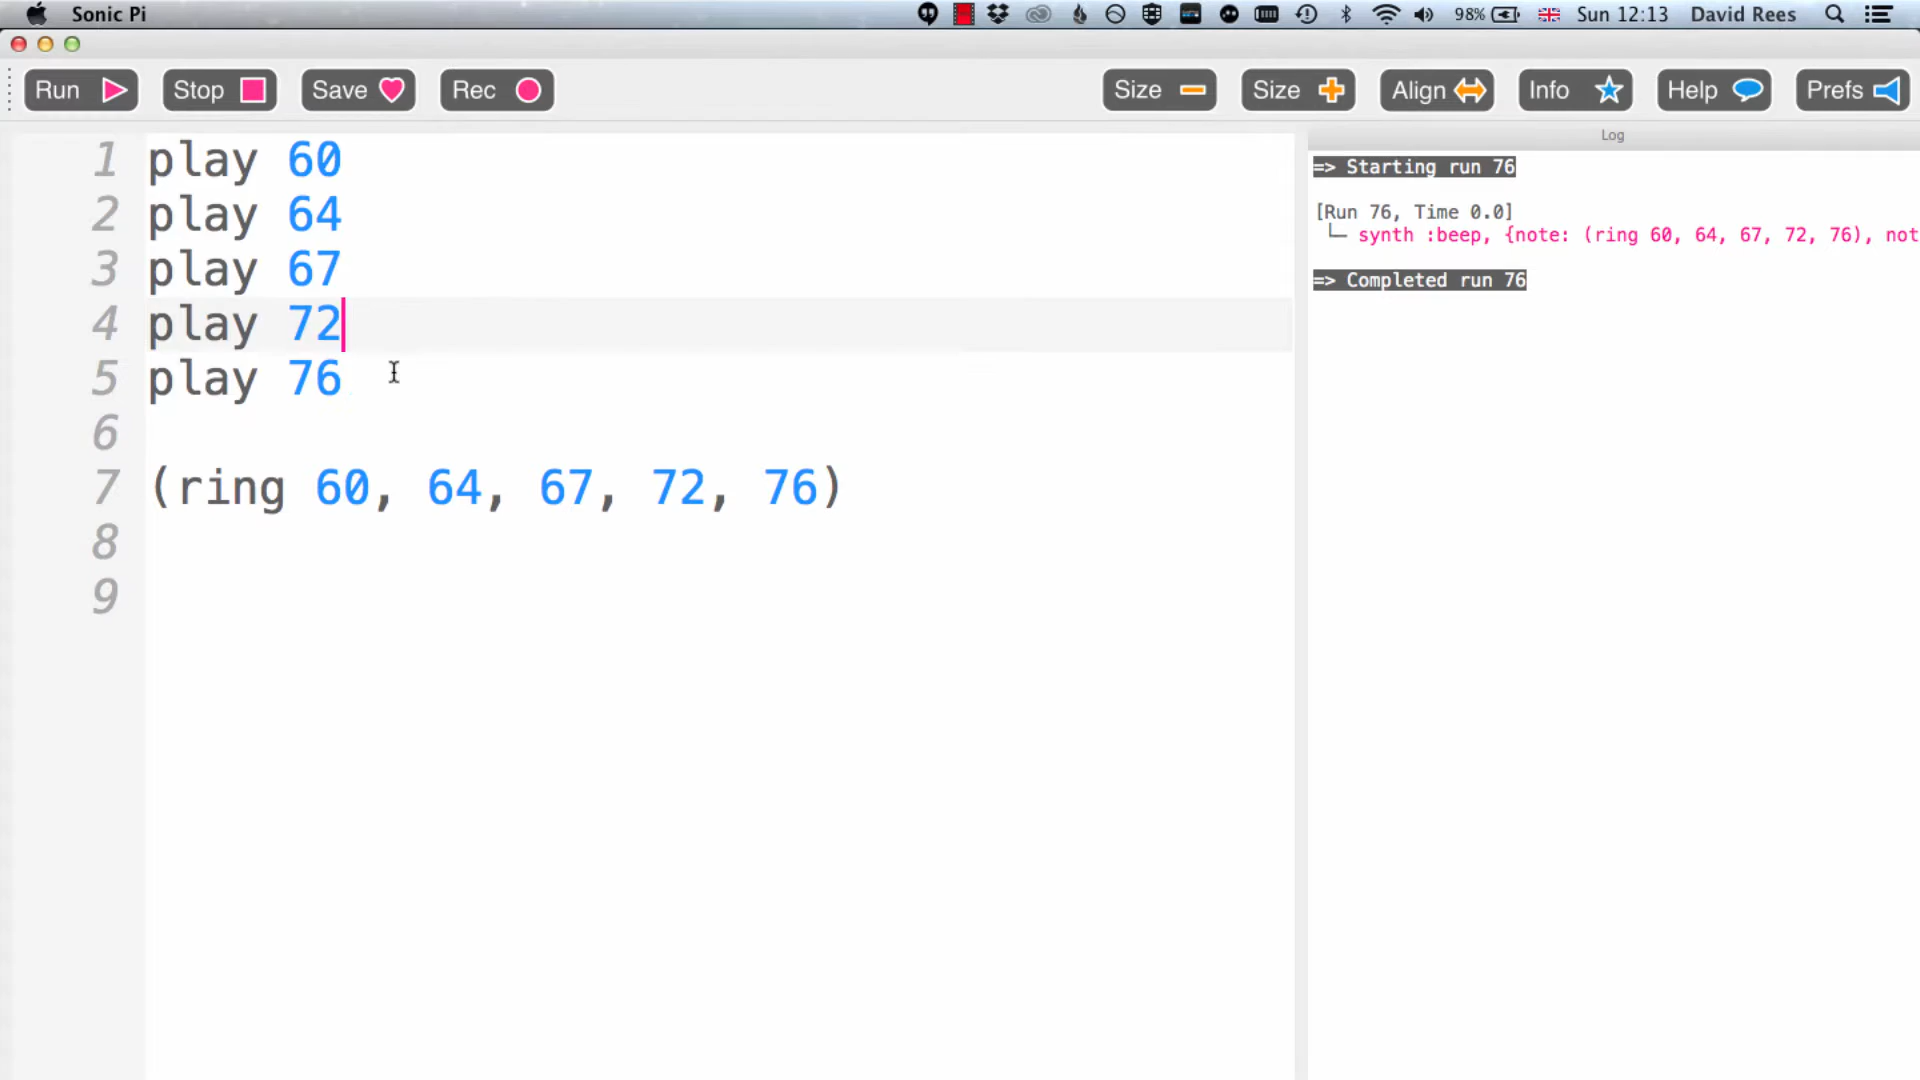 Sonic Pi 98% Sun 12:13 David Rees
Run Stop Save Rec Size Size Align Info Help Prefs
Log
1 play 60
2 play 64
3 play 67
4 play 72
5 play 76
6
7 (ring 60, 64, 67, 72, 76)
8
9
=> Starting run 76
[Run 76, Time 0.0]
└─ synth :beep, {note: (ring 60, 64, 67, 72, 76), not
=> Completed run 76